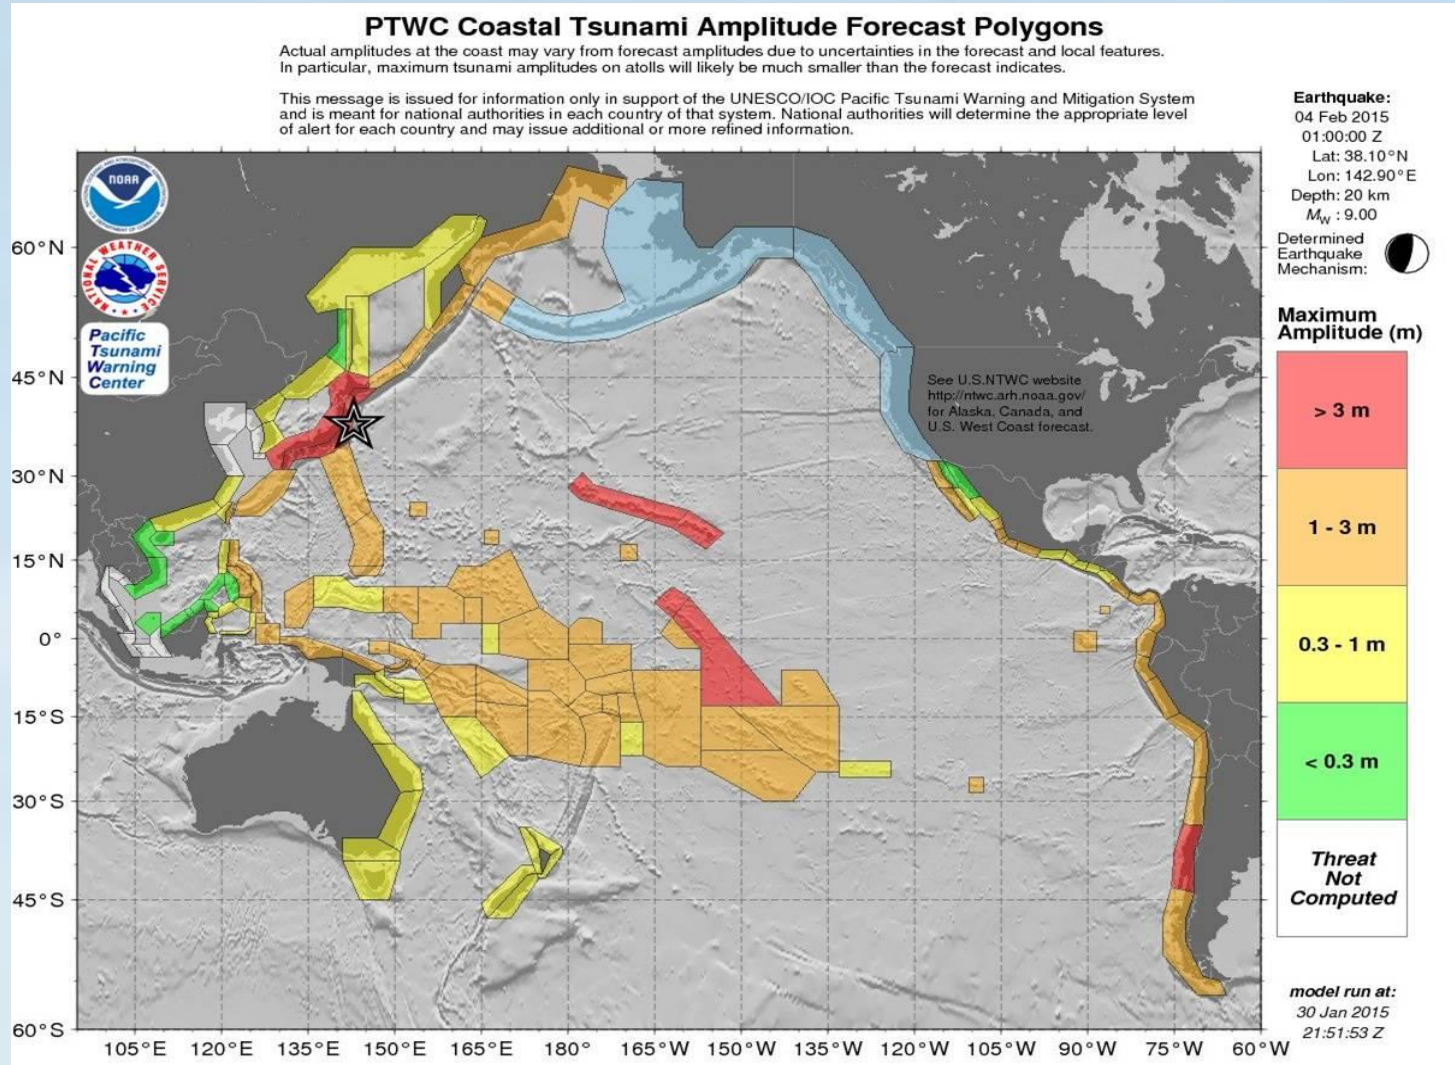 PTWC Coastal Tsunami Amplitude Forecast Polygons
Actual amplitudes at the coast may vary from forecast amplitudes due to uncertainties in the forecast and local features.
In particular, maximum tsunami amplitudes on atolls will likely be much smaller than the forecast indicates.
This message is issued for information only in support of the UNESCO/IOC Pacific Tsunami Warning and Mitigation System
and is meant for national authorities in each country of that system. National authorities will determine the appropriate level
of alert for each country and may issue additional or more refined information.
Earthquake:
04 Feb 2015
01:00:00 Z
Lat: 38.10°N
Lon: 142.90°E
Depth: 20 km
Mw : 9.00
Determined
Earthquake
Mechanism:
Maximum
Amplitude (m)
> 3 m
1 - 3 m
0.3 - 1 m
< 0.3 m
Threat
Not
Computed
model run at:
30 Jan 2015
21:51:53 Z
NOAA
NATIONAL WEATHER SERVICE
Pacific
Tsunami
Warning
Center
See U.S.NTWC website
http://ntwc.arh.noaa.gov/
for Alaska, Canada, and
U.S. West Coast forecast.
60°N
45°N
30°N
15°N
0°
15°S
30°S
45°S
60°S
105°E 120°E 135°E 150°E 165°E 180° 165°W 150°W 135°W 120°W 105°W 90°W 75°W 60°W